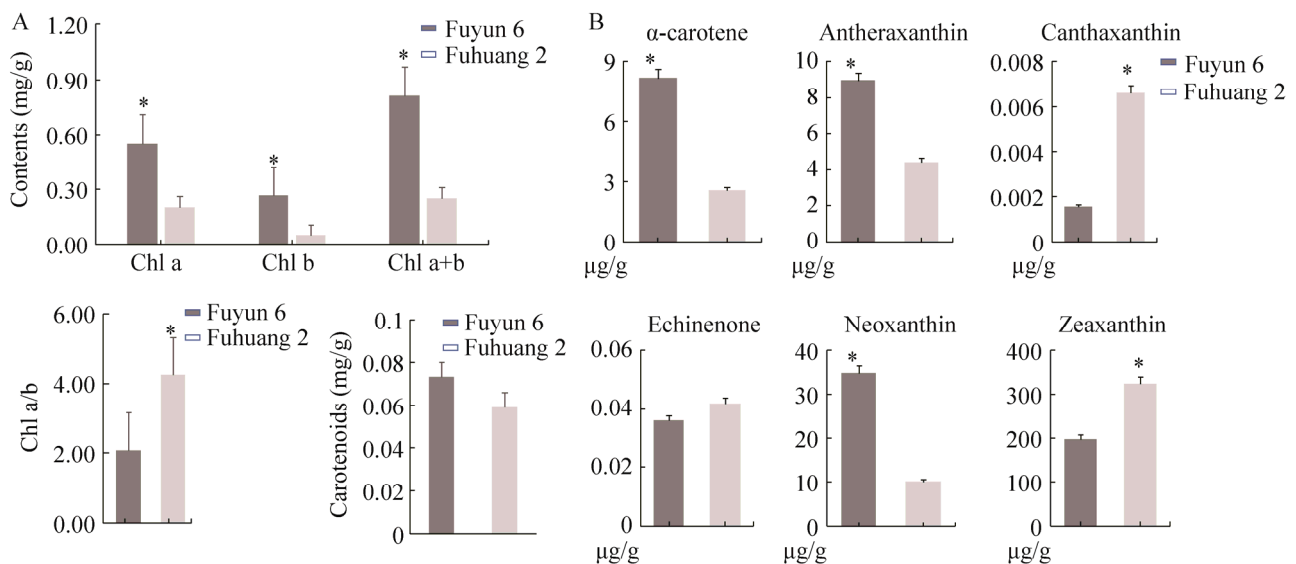 A
Contents (mg/g)
1.20
0.90
0.60
0.30
0.00
Fuyun 6
Fuhuang 2
*
*
*
Chl a
Chl b
Chl a+b
Chl a/b
6.00
4.00
2.00
0.00
Fuyun 6
Fuhuang 2
*
Carotenoids (mg/g)
0.1
0.08
0.06
0.04
0.02
0
Fuyun 6
Fuhuang 2
B
α-carotene
9
6
3
0
*
μg/g
Antheraxanthin
10
8
6
4
2
0
*
μg/g
Canthaxanthin
0.008
0.006
0.004
0.002
0
*
μg/g
Fuyun 6
Fuhuang 2
Echinenone
0.06
0.04
0.02
0
μg/g
Neoxanthin
40
30
20
10
0
*
μg/g
Zeaxanthin
400
300
200
100
0
*
μg/g